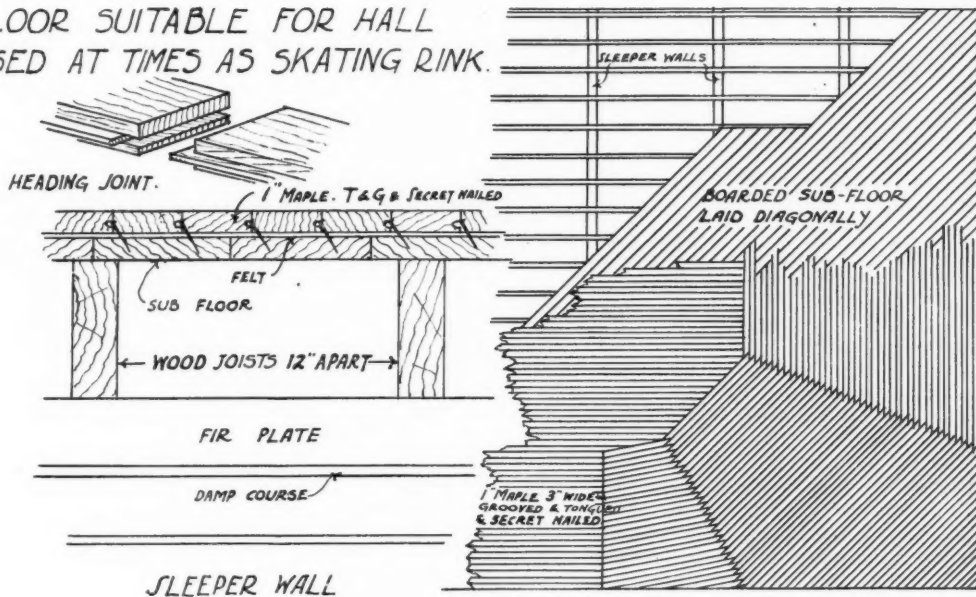 LOOR SUITABLE FOR HALL
SED AT TIMES AS SKATING RINK.
HEADING JOINT.
1" MAPLE. T & G & SECRET NAILED
FELT
SUB FLOOR
WOOD JOISTS 12" APART
FIR PLATE
DAMP COURSE
SLEEPER WALL
SLEEPER WALLS
BOARDED SUB-FLOOR
LAID DIAGONALLY
1" MAPLE 3" WIDE
GROOVED & TONGUED
& SECRET NAILED